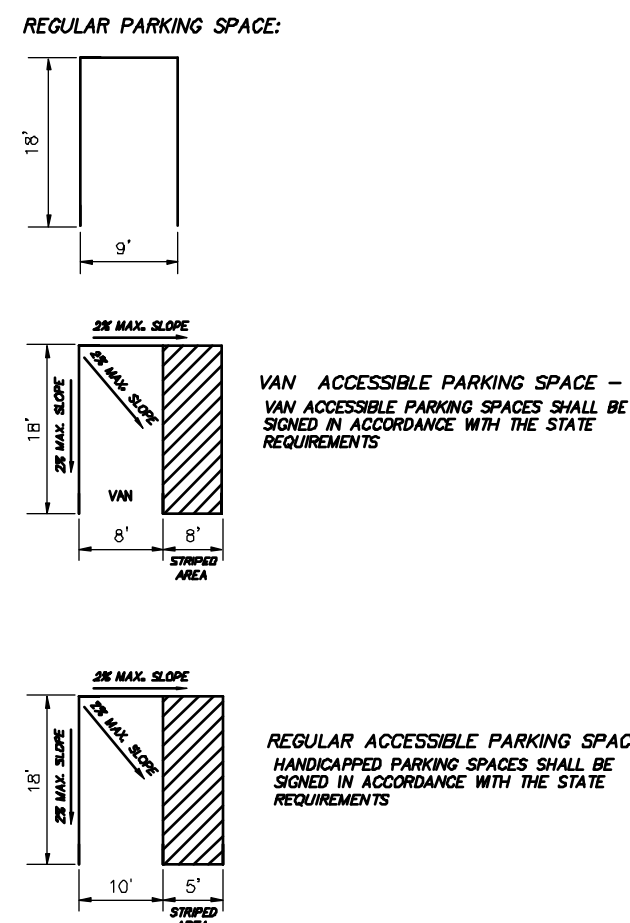 REGULAR PARKING SPACE:
18'
9'
2% MAX. SLOPE
2% MAX. SLOPE
2% MAX. SLOPE
18'
VAN
8'
8'
STRIPED
AREA
VAN ACCESSIBLE PARKING SPACE –
VAN ACCESSIBLE PARKING SPACES SHALL BE
SIGNED IN ACCORDANCE WITH THE STATE
REQUIREMENTS
2% MAX. SLOPE
2% MAX. SLOPE
2% MAX. SLOPE
18'
10'
5'
STRIPED
AREA
REGULAR ACCESSIBLE PARKING SPAC
HANDICAPPED PARKING SPACES SHALL BE
SIGNED IN ACCORDANCE WITH THE STATE
REQUIREMENTS